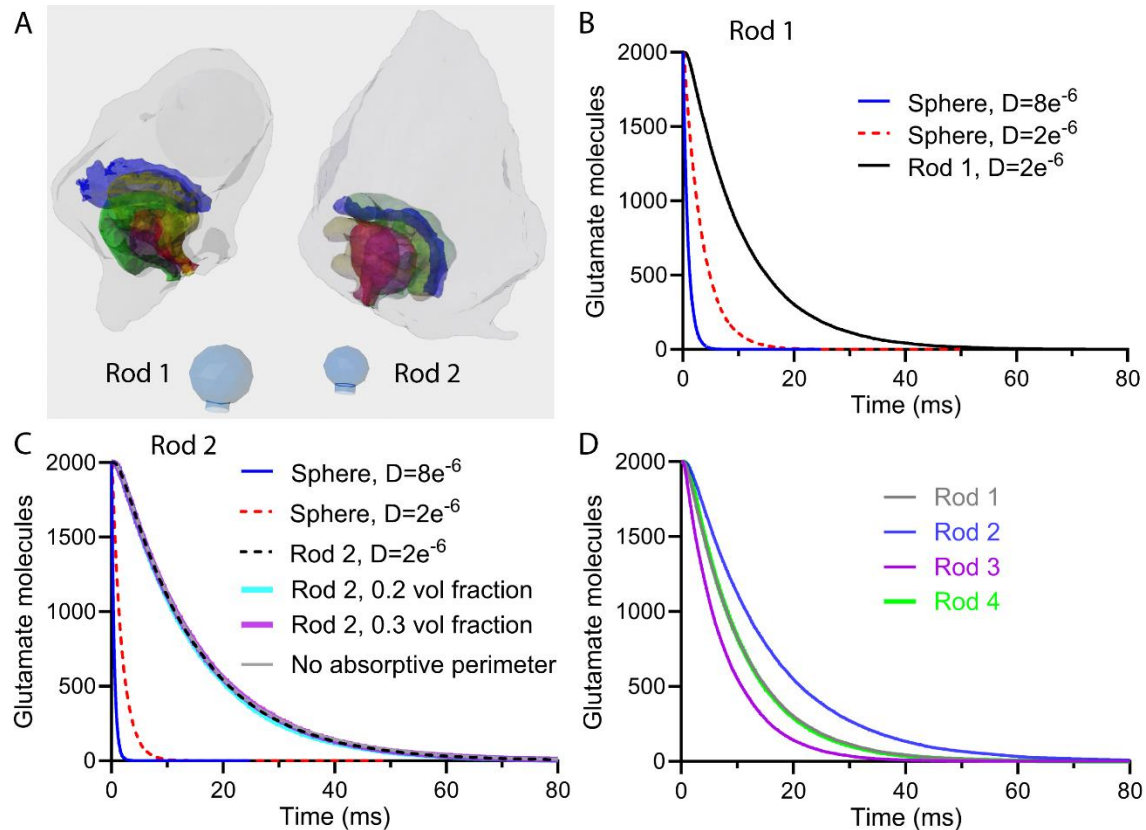 A
Rod 1
Rod 2
B
Rod 1
Glutamate molecules
2000
1500
1000
500
0
Sphere, D=8e-6
Sphere, D=2e-6
Rod 1, D=2e-6
0
20
40
60
80
Time (ms)
C
Rod 2
Glutamate molecules
2000
1500
1000
500
0
Sphere, D=8e-6
Sphere, D=2e-6
Rod 2, D=2e-6
Rod 2, 0.2 vol fraction
Rod 2, 0.3 vol fraction
No absorptive perimeter
0
20
40
60
80
Time (ms)
D
Glutamate molecules
2000
1500
1000
500
0
Rod 1
Rod 2
Rod 3
Rod 4
0
20
40
60
80
Time (ms)